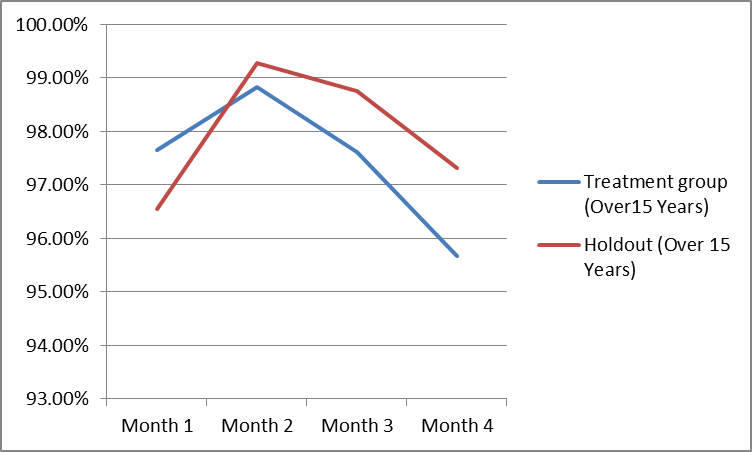 100.00%
99.00%
98.00%
97.00%
96.00%
95.00%
94.00%
93.00%
Month 1
Month 2
Month 3
Month 4
Treatment group
(Over15 Years)
Holdout (Over 15
Years)